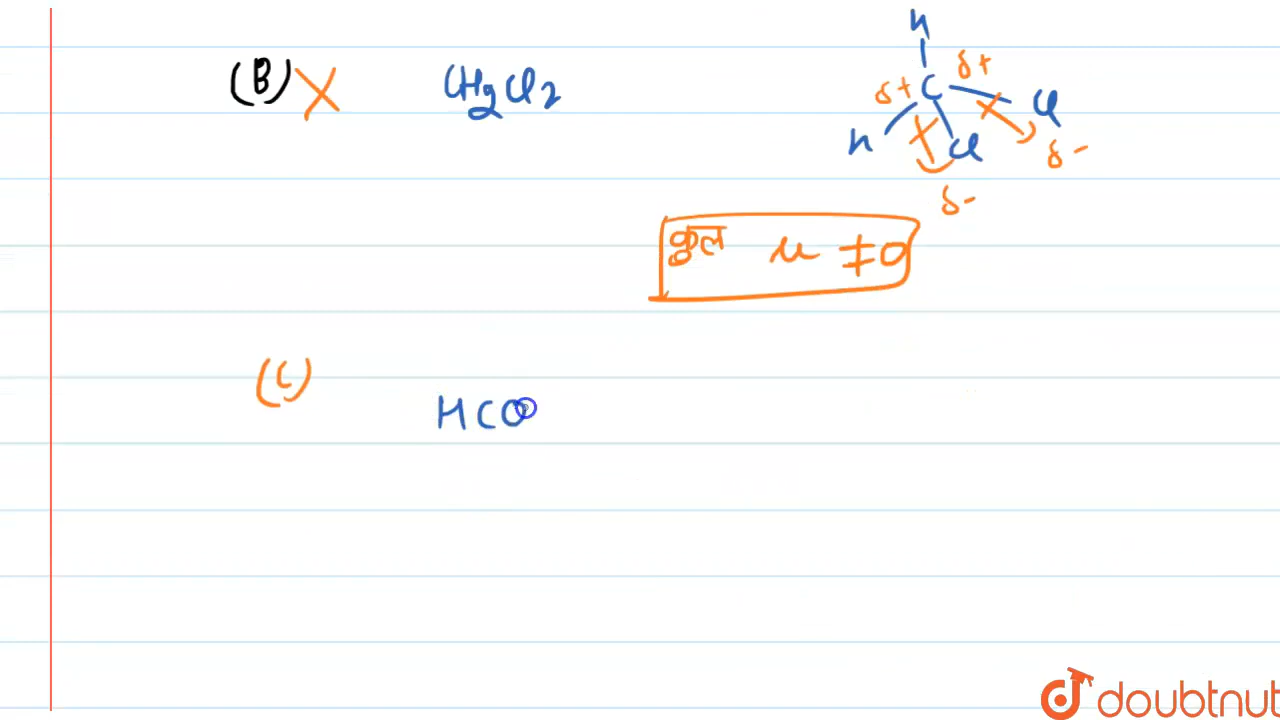 H
(B) X CH2Cl2 δ+ C δ+ Cl
H Cl δ-
δ-
कुल μ ≠ 0
(C)
HCO
doubtnut